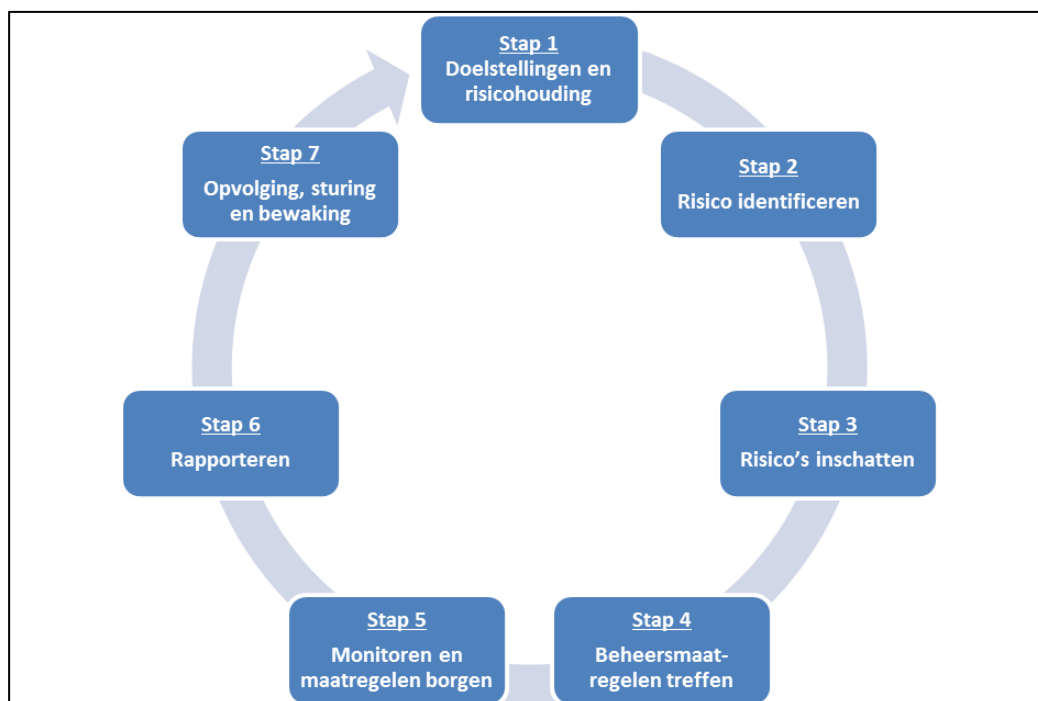 Stap 1
Doelstellingen en
risicohouding
Stap 2
Risico identificeren
Stap 3
Risico's inschatten
Stap 4
Beheersmaat-
regelen treffen
Stap 5
Monitoren en
maatregelen borgen
Stap 6
Rapporteren
Stap 7
Opvolging, sturing
en bewaking